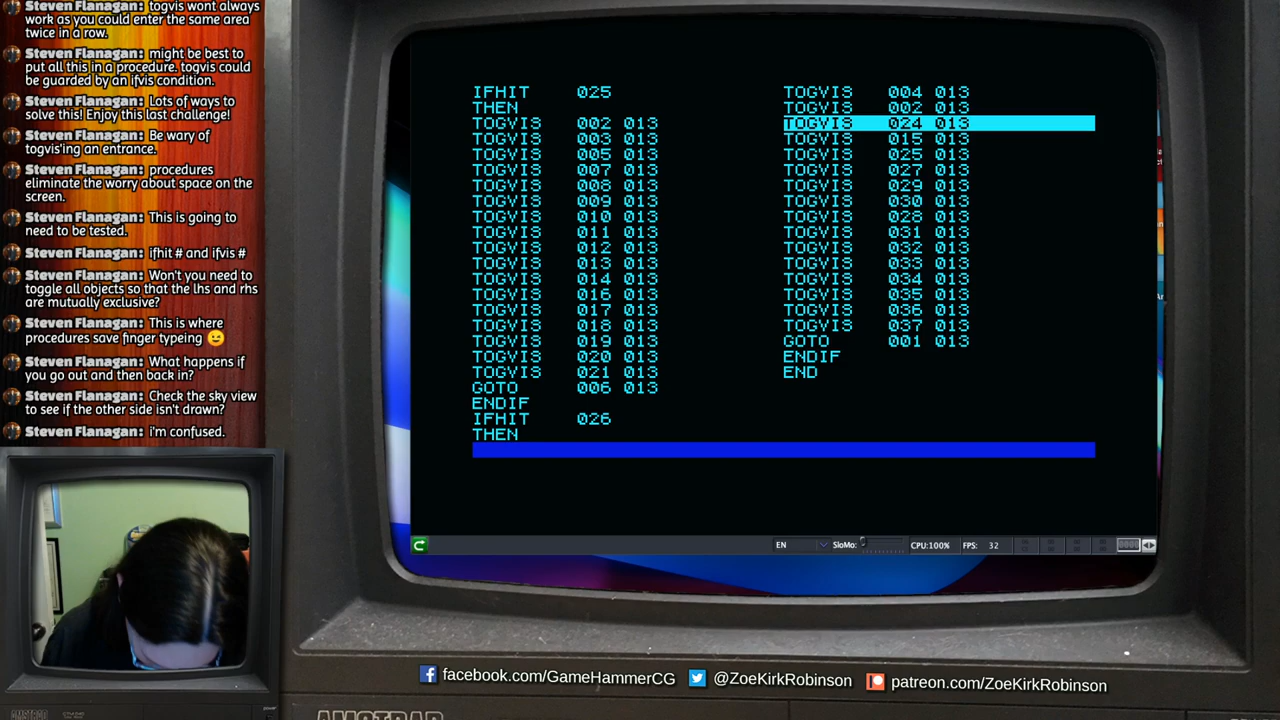 Steven Flanagan: togvis wont always
work as you could enter the same area
twice in a row.
Steven Flanagan: might be best to
put all this in a procedure. togvis could
be guarded by an ifvis condition.
Steven Flanagan: Lots of ways to
solve this! Enjoy this last challenge!
Steven Flanagan: Be wary of
togvis'ing an entrance.
Steven Flanagan: procedures
eliminate the worry about space on the
screen.
Steven Flanagan: This is going to
need to be tested.
Steven Flanagan: ifhit # and ifvis #
Steven Flanagan: Won't you need to
toggle all objects so that the lhs and rhs
are mutually exclusive?
Steven Flanagan: This is where
procedures save finger typing 😉
Steven Flanagan: What happens if
you go out and then back in?
Steven Flanagan: Check the sky view
to see if the other side isn't drawn?
Steven Flanagan: i'm confused.
IFHIT 025
THEN
TOGVIS 002 013
TOGVIS 003 013
TOGVIS 005 013
TOGVIS 007 013
TOGVIS 008 013
TOGVIS 009 013
TOGVIS 010 013
TOGVIS 011 013
TOGVIS 012 013
TOGVIS 013 013
TOGVIS 014 013
TOGVIS 016 013
TOGVIS 017 013
TOGVIS 018 013
TOGVIS 019 013
TOGVIS 020 013
TOGVIS 021 013
GOTO 006 013
ENDIF
IFHIT 026
THEN
TOGVIS 004 013
TOGVIS 002 013
TOGVIS 024 013
TOGVIS 015 013
TOGVIS 025 013
TOGVIS 027 013
TOGVIS 029 013
TOGVIS 030 013
TOGVIS 028 013
TOGVIS 031 013
TOGVIS 032 013
TOGVIS 033 013
TOGVIS 034 013
TOGVIS 035 013
TOGVIS 036 013
TOGVIS 037 013
GOTO 001 013
ENDIF
END
EN SloMo: CPU:100% FPS: 32
facebook.com/GameHammerCG @ZoeKirkRobinson patreon.com/ZoeKirkRobinson
AMSTRAD